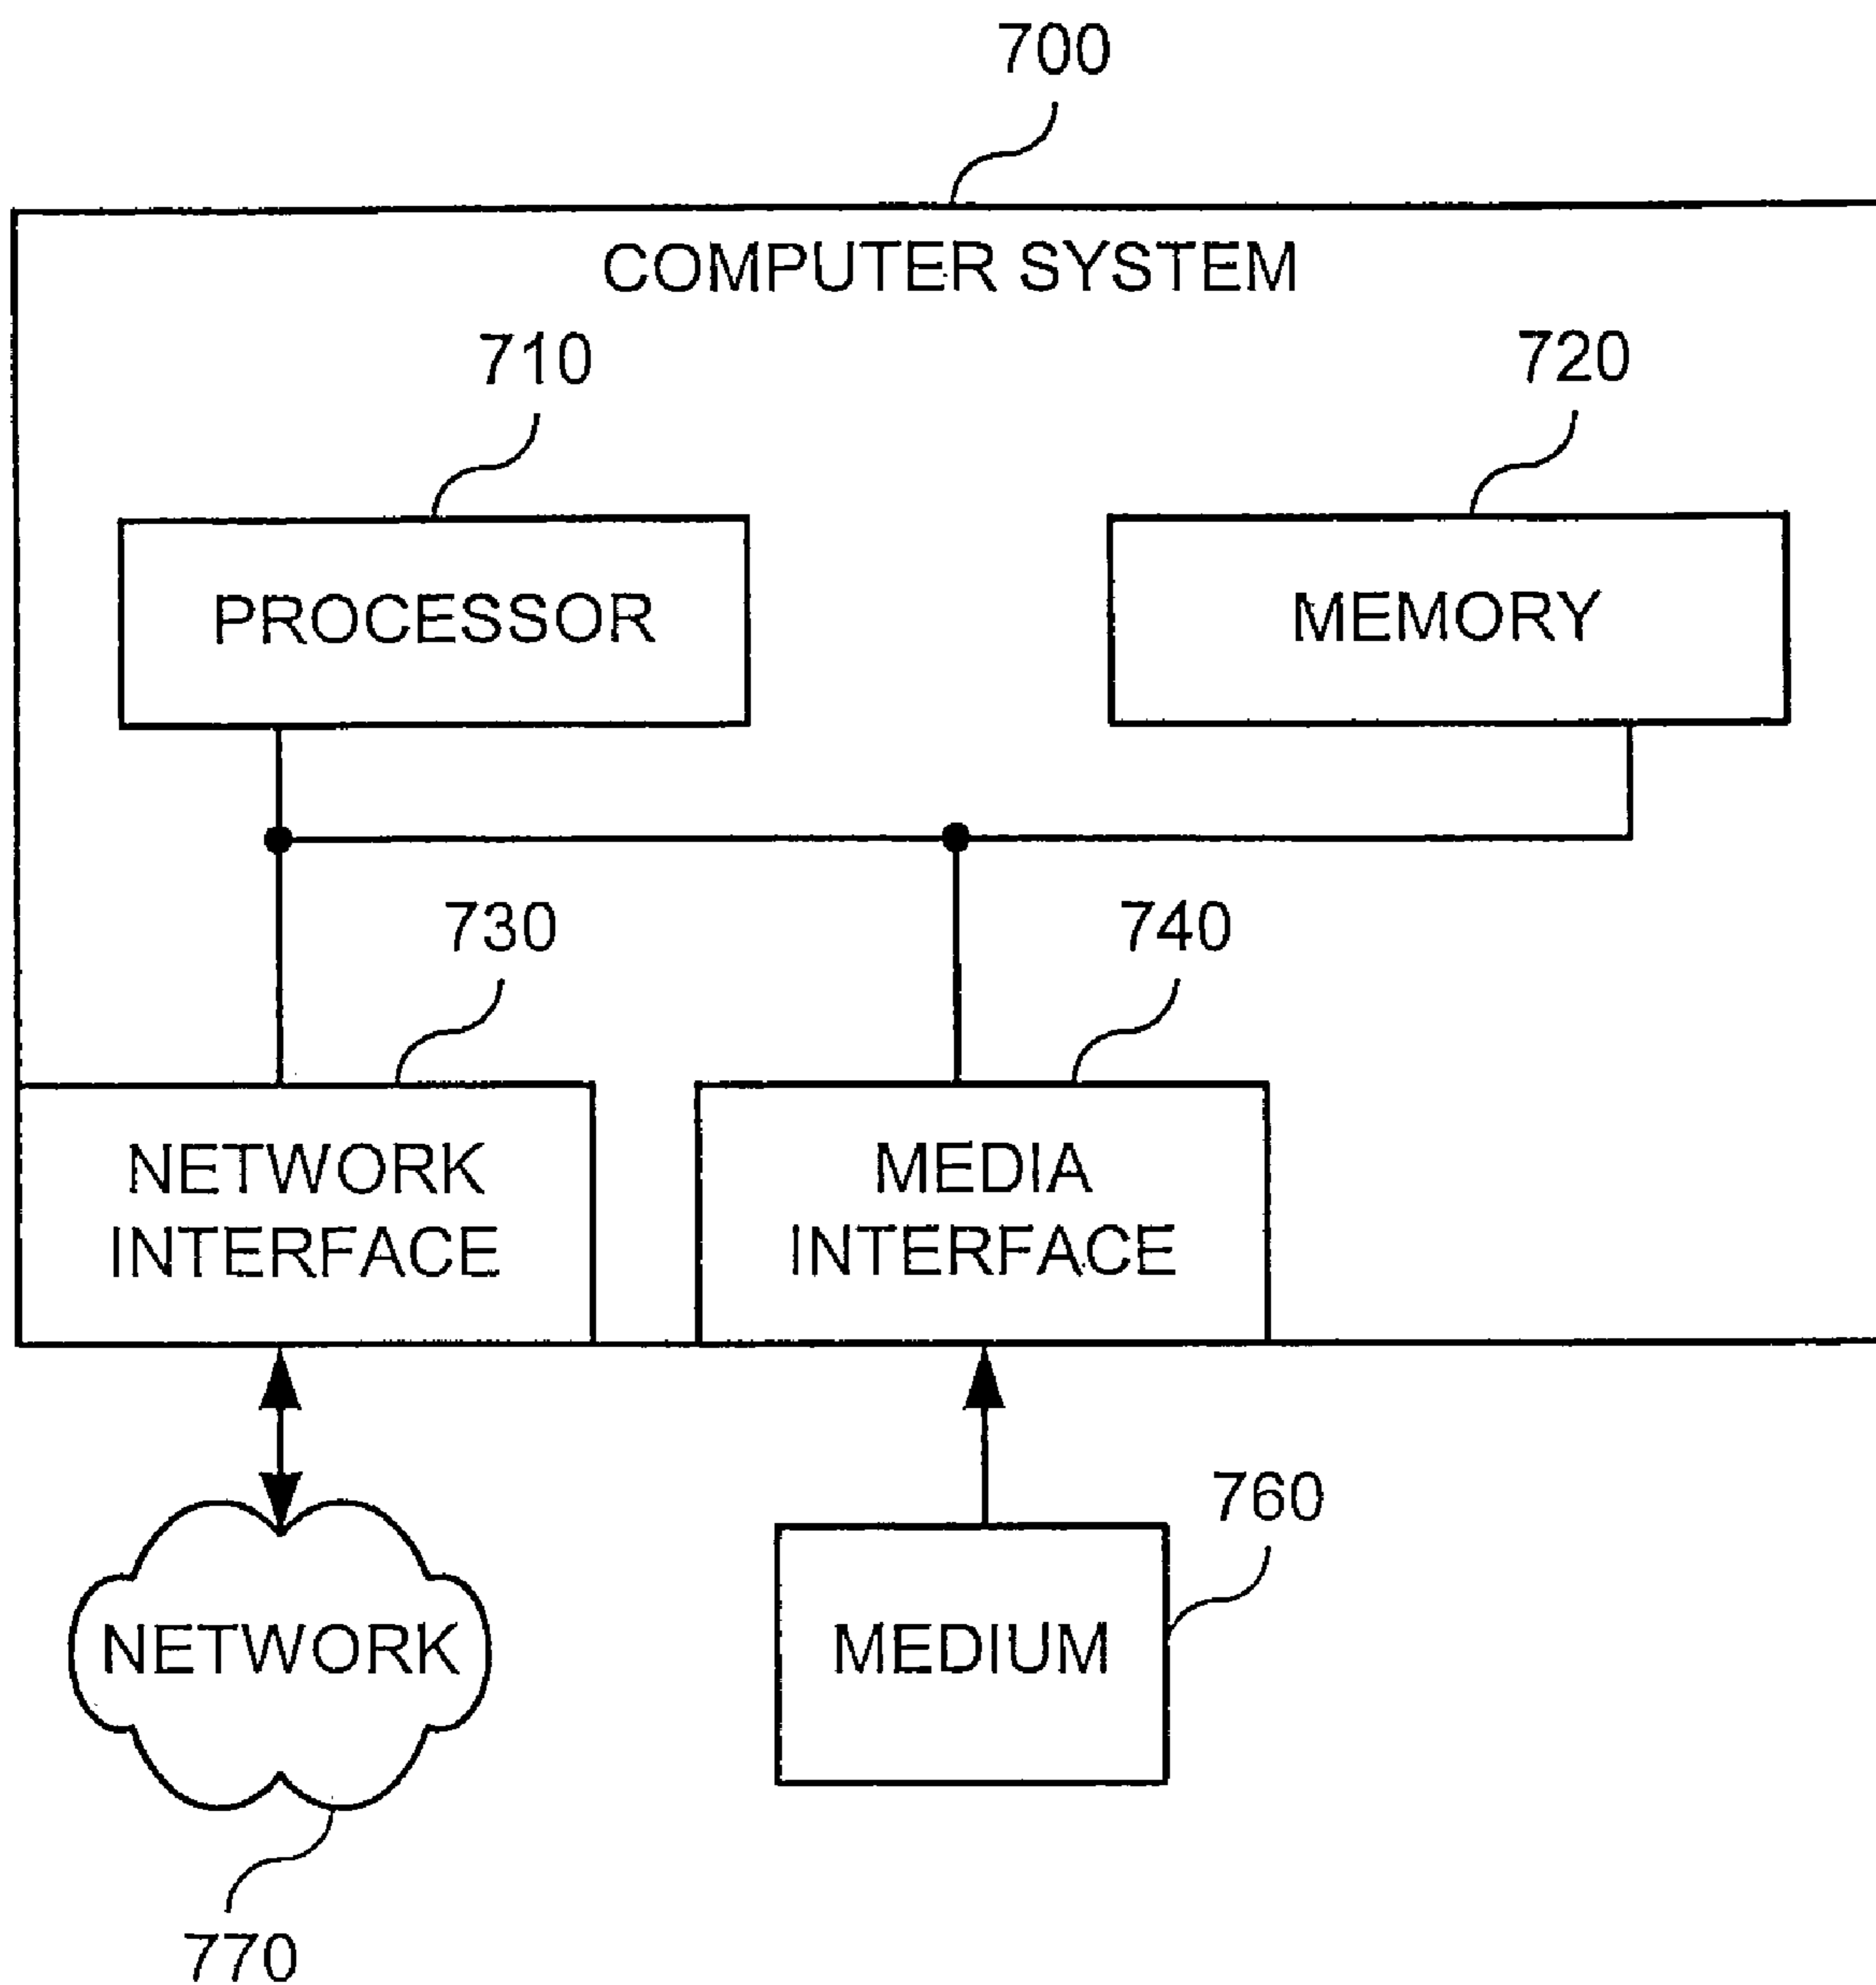 700
COMPUTER SYSTEM
710
720
PROCESSOR
MEMORY
730
740
NETWORK
INTERFACE
MEDIA
INTERFACE
760
NETWORK
MEDIUM
770